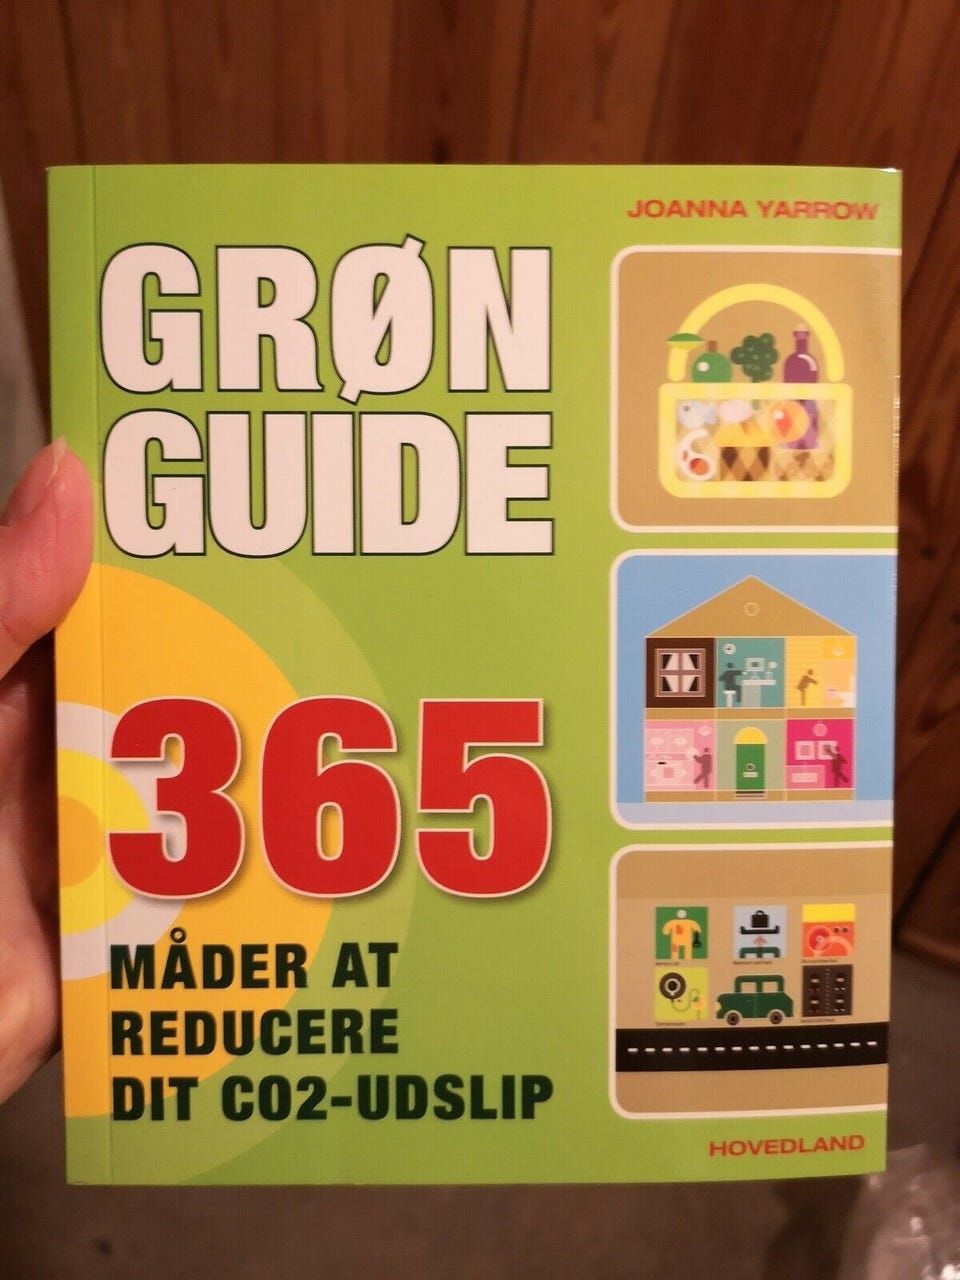 JOANNA YARROW
GRØN
GUIDE
365
MÅDER AT
REDUCERE
DIT CO2-UDSLIP
HOVEDLAND